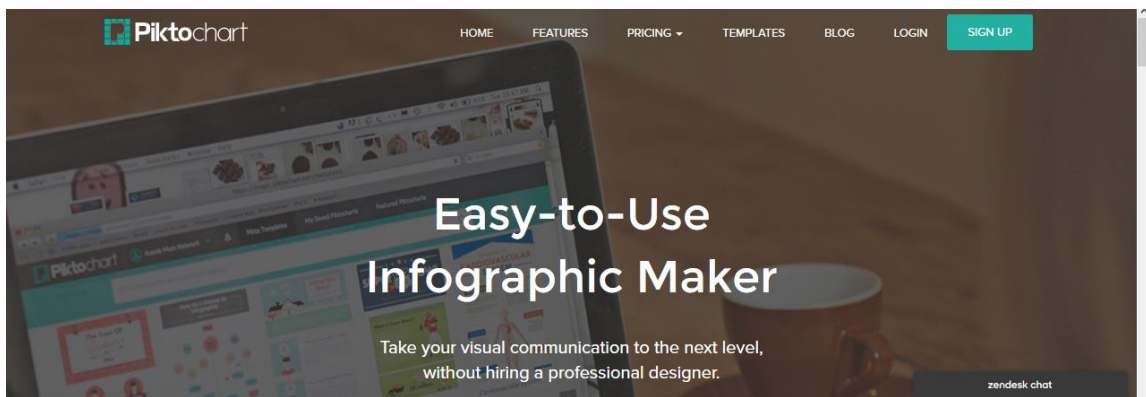 Piktochart
HOME FEATURES PRICING TEMPLATES BLOG LOGIN SIGN UP
Piktochart
Easy-to-Use
Infographic Maker
Take your visual communication to the next level,
without hiring a professional designer.
zendesk chat